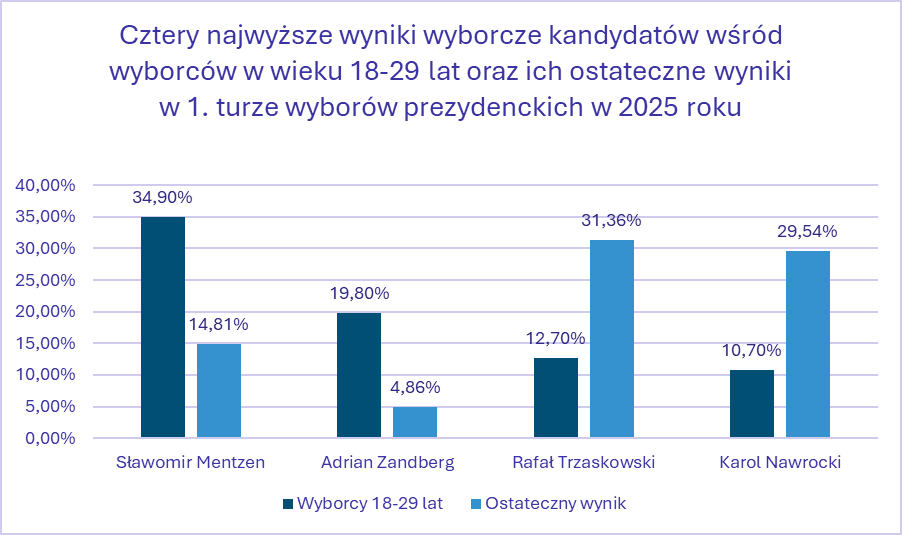 Cztery najwyższe wyniki wyborcze kandydatów wśród
wyborców w wieku 18-29 lat oraz ich ostateczne wyniki
w 1. turze wyborów prezydenckich w 2025 roku
40,00%
35,00%
30,00%
25,00%
20,00%
15,00%
10,00%
5,00%
0,00%
34,90%
14,81%
19,80%
4,86%
12,70%
31,36%
10,70%
29,54%
Sławomir Mentzen
Adrian Zandberg
Rafał Trzaskowski
Karol Nawrocki
Wyborcy 18-29 lat
Ostateczny wynik